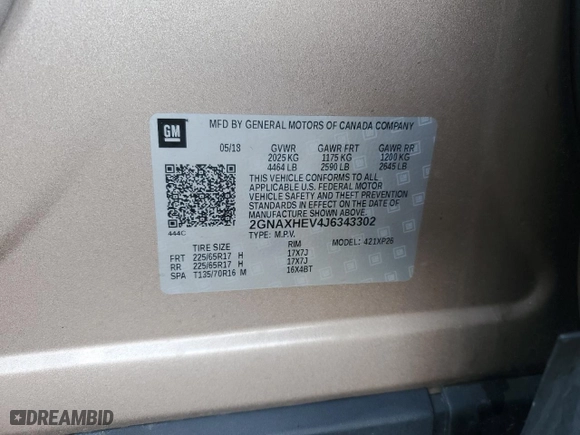 GM
MFD BY GENERAL MOTORS OF CANADA COMPANY
05/18 GVWR GAWR FRT GAWR RR
2025 KG 1175 KG 1200 KG
4464 LB 2590 LB 2645 LB
THIS VEHICLE CONFORMS TO ALL
APPLICABLE U.S. FEDERAL MOTOR
VEHICLE SAFETY AND THEFT PREVENTION
STANDARDS IN EFFECT ON THE DATE OF
MANUFACTURE SHOWN ABOVE.
444C 2GNAXHEV4J6343302
TYPE: M.P.V. MODEL: 421XP26
TIRE SIZE RIM
FRT 225/65R17 H 17X7J
RR 225/65R17 H 17X7J
SPA T135/70R16 M 16X4BT
DREAMBID